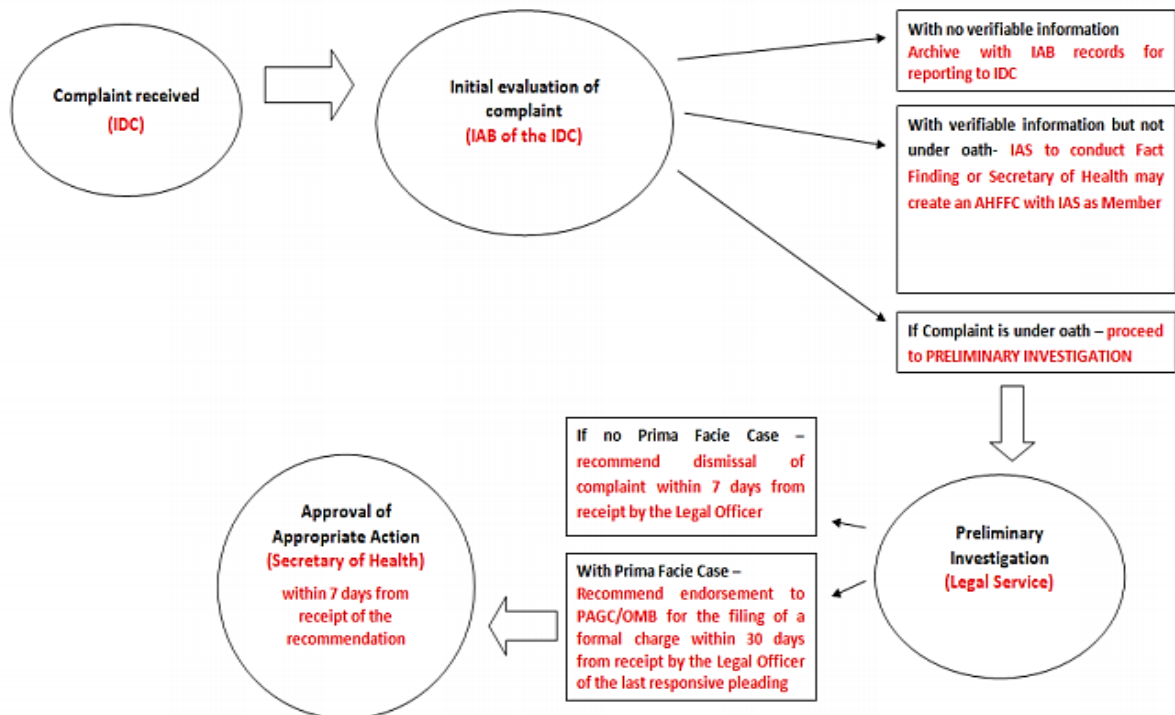 Complaint received
(IDC)
Initial evaluation of
complaint
(IAB of the IDC)
With no verifiable information
Archive with IAB records for
reporting to IDC
With verifiable information but not
under oath- IAS to conduct Fact
Finding or Secretary of Health may
create an AHFFC with IAS as Member
If Complaint is under oath – proceed
to PRELIMINARY INVESTIGATION
Preliminary
Investigation
(Legal Service)
If no Prima Facie Case –
recommend dismissal of
complaint within 7 days from
receipt by the Legal Officer
With Prima Facie Case –
Recommend endorsement to
PAGC/OMB for the filing of a
formal charge within 30 days
from receipt by the Legal Officer
of the last responsive pleading
Approval of
Appropriate Action
(Secretary of Health)
within 7 days from
receipt of the
recommendation